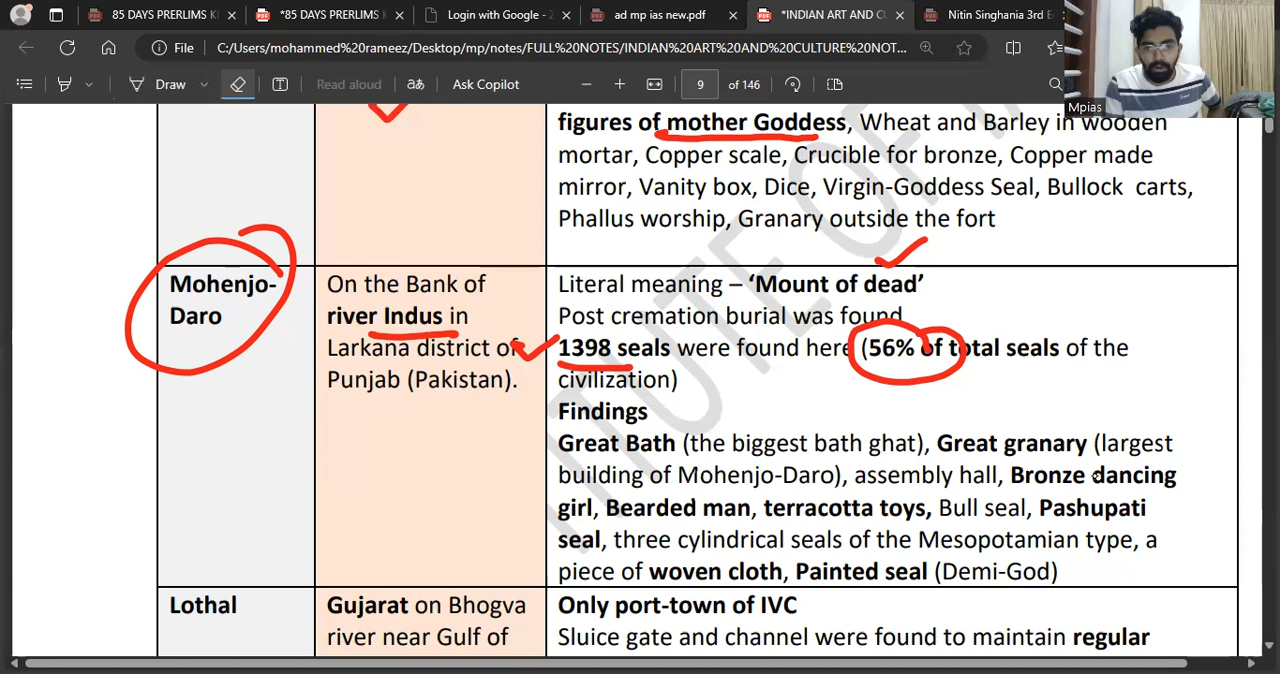 85 DAYS PRERLIMS K
*85 DAYS PRERLIMS
Login with Google - Z
ad mp ias new.pdf
*INDIAN ART AND CU
Nitin Singhania 3rd E
File C:/Users/mohammed%20rameez/Desktop/mp/notes/FULL%20NOTES/INDIAN%20ART%20AND%20CULTURE%20NOT...
Draw Read aloud aあ Ask Copilot 9 of 146
Mpias
figures of mother Goddess, Wheat and Barley in wooden
mortar, Copper scale, Crucible for bronze, Copper made
mirror, Vanity box, Dice, Virgin-Goddess Seal, Bullock carts,
Phallus worship, Granary outside the fort
Mohenjo-
Daro
On the Bank of
river Indus in
Larkana district of
Punjab (Pakistan).
Literal meaning – ‘Mount of dead’
Post cremation burial was found
1398 seals were found here (56% of total seals of the
civilization)
Findings
Great Bath (the biggest bath ghat), Great granary (largest
building of Mohenjo-Daro), assembly hall, Bronze dancing
girl, Bearded man, terracotta toys, Bull seal, Pashupati
seal, three cylindrical seals of the Mesopotamian type, a
piece of woven cloth, Painted seal (Demi-God)
Lothal
Gujarat on Bhogva
river near Gulf of
Only port-town of IVC
Sluice gate and channel were found to maintain regular